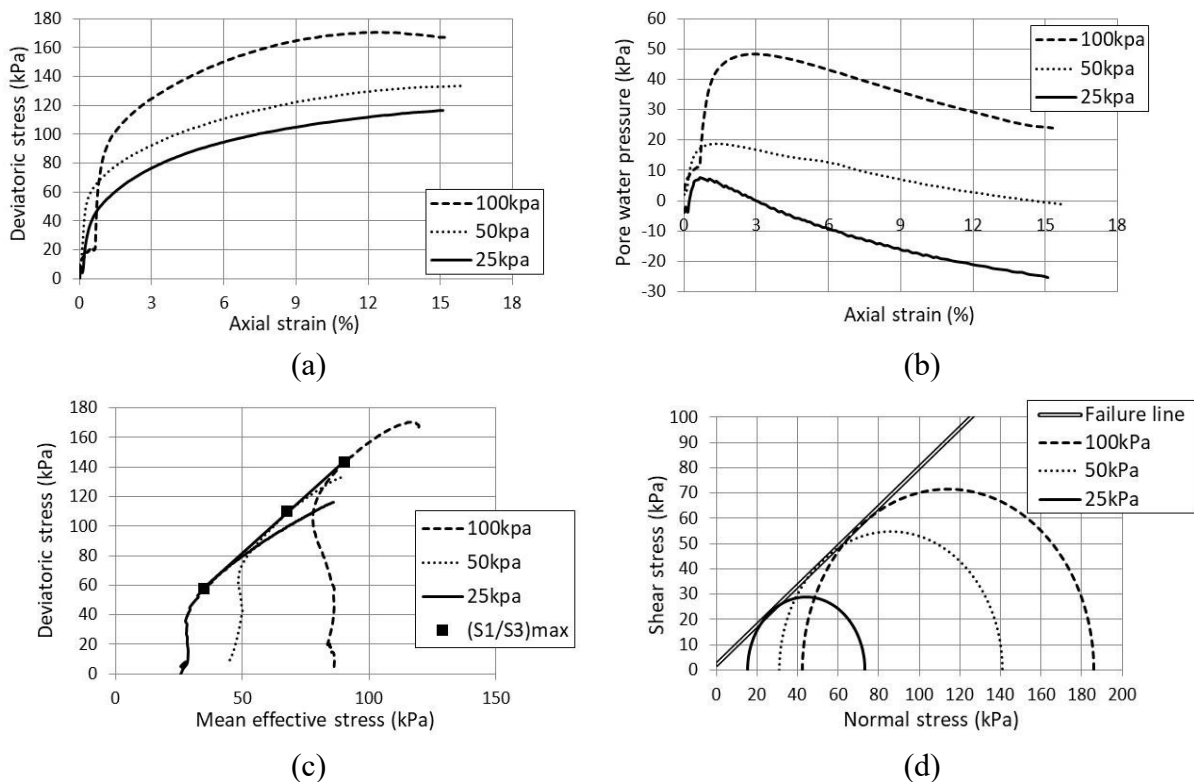 (a)
180
160
140
120
100
80
60
40
20
0
Deviatoric stress (kPa)
0 3 6 9 12 15 18
Axial strain (%)
100kpa
50kpa
25kpa
(b)
60
50
40
30
20
10
0
-10
-20
-30
Pore water pressure (kPa)
0 3 6 9 12 15 18
Axial strain (%)
100kpa
50kpa
25kpa
(c)
180
160
140
120
100
80
60
40
20
0
Deviatoric stress (kPa)
0 50 100 150
Mean effective stress (kPa)
100kpa
50kpa
25kpa
(S1/S3)max
(d)
100
90
80
70
60
50
40
30
20
10
0
Shear stress (kPa)
0 20 40 60 80 100 120 140 160 180 200
Normal stress (kPa)
Failure line
100kPa
50kPa
25kPa